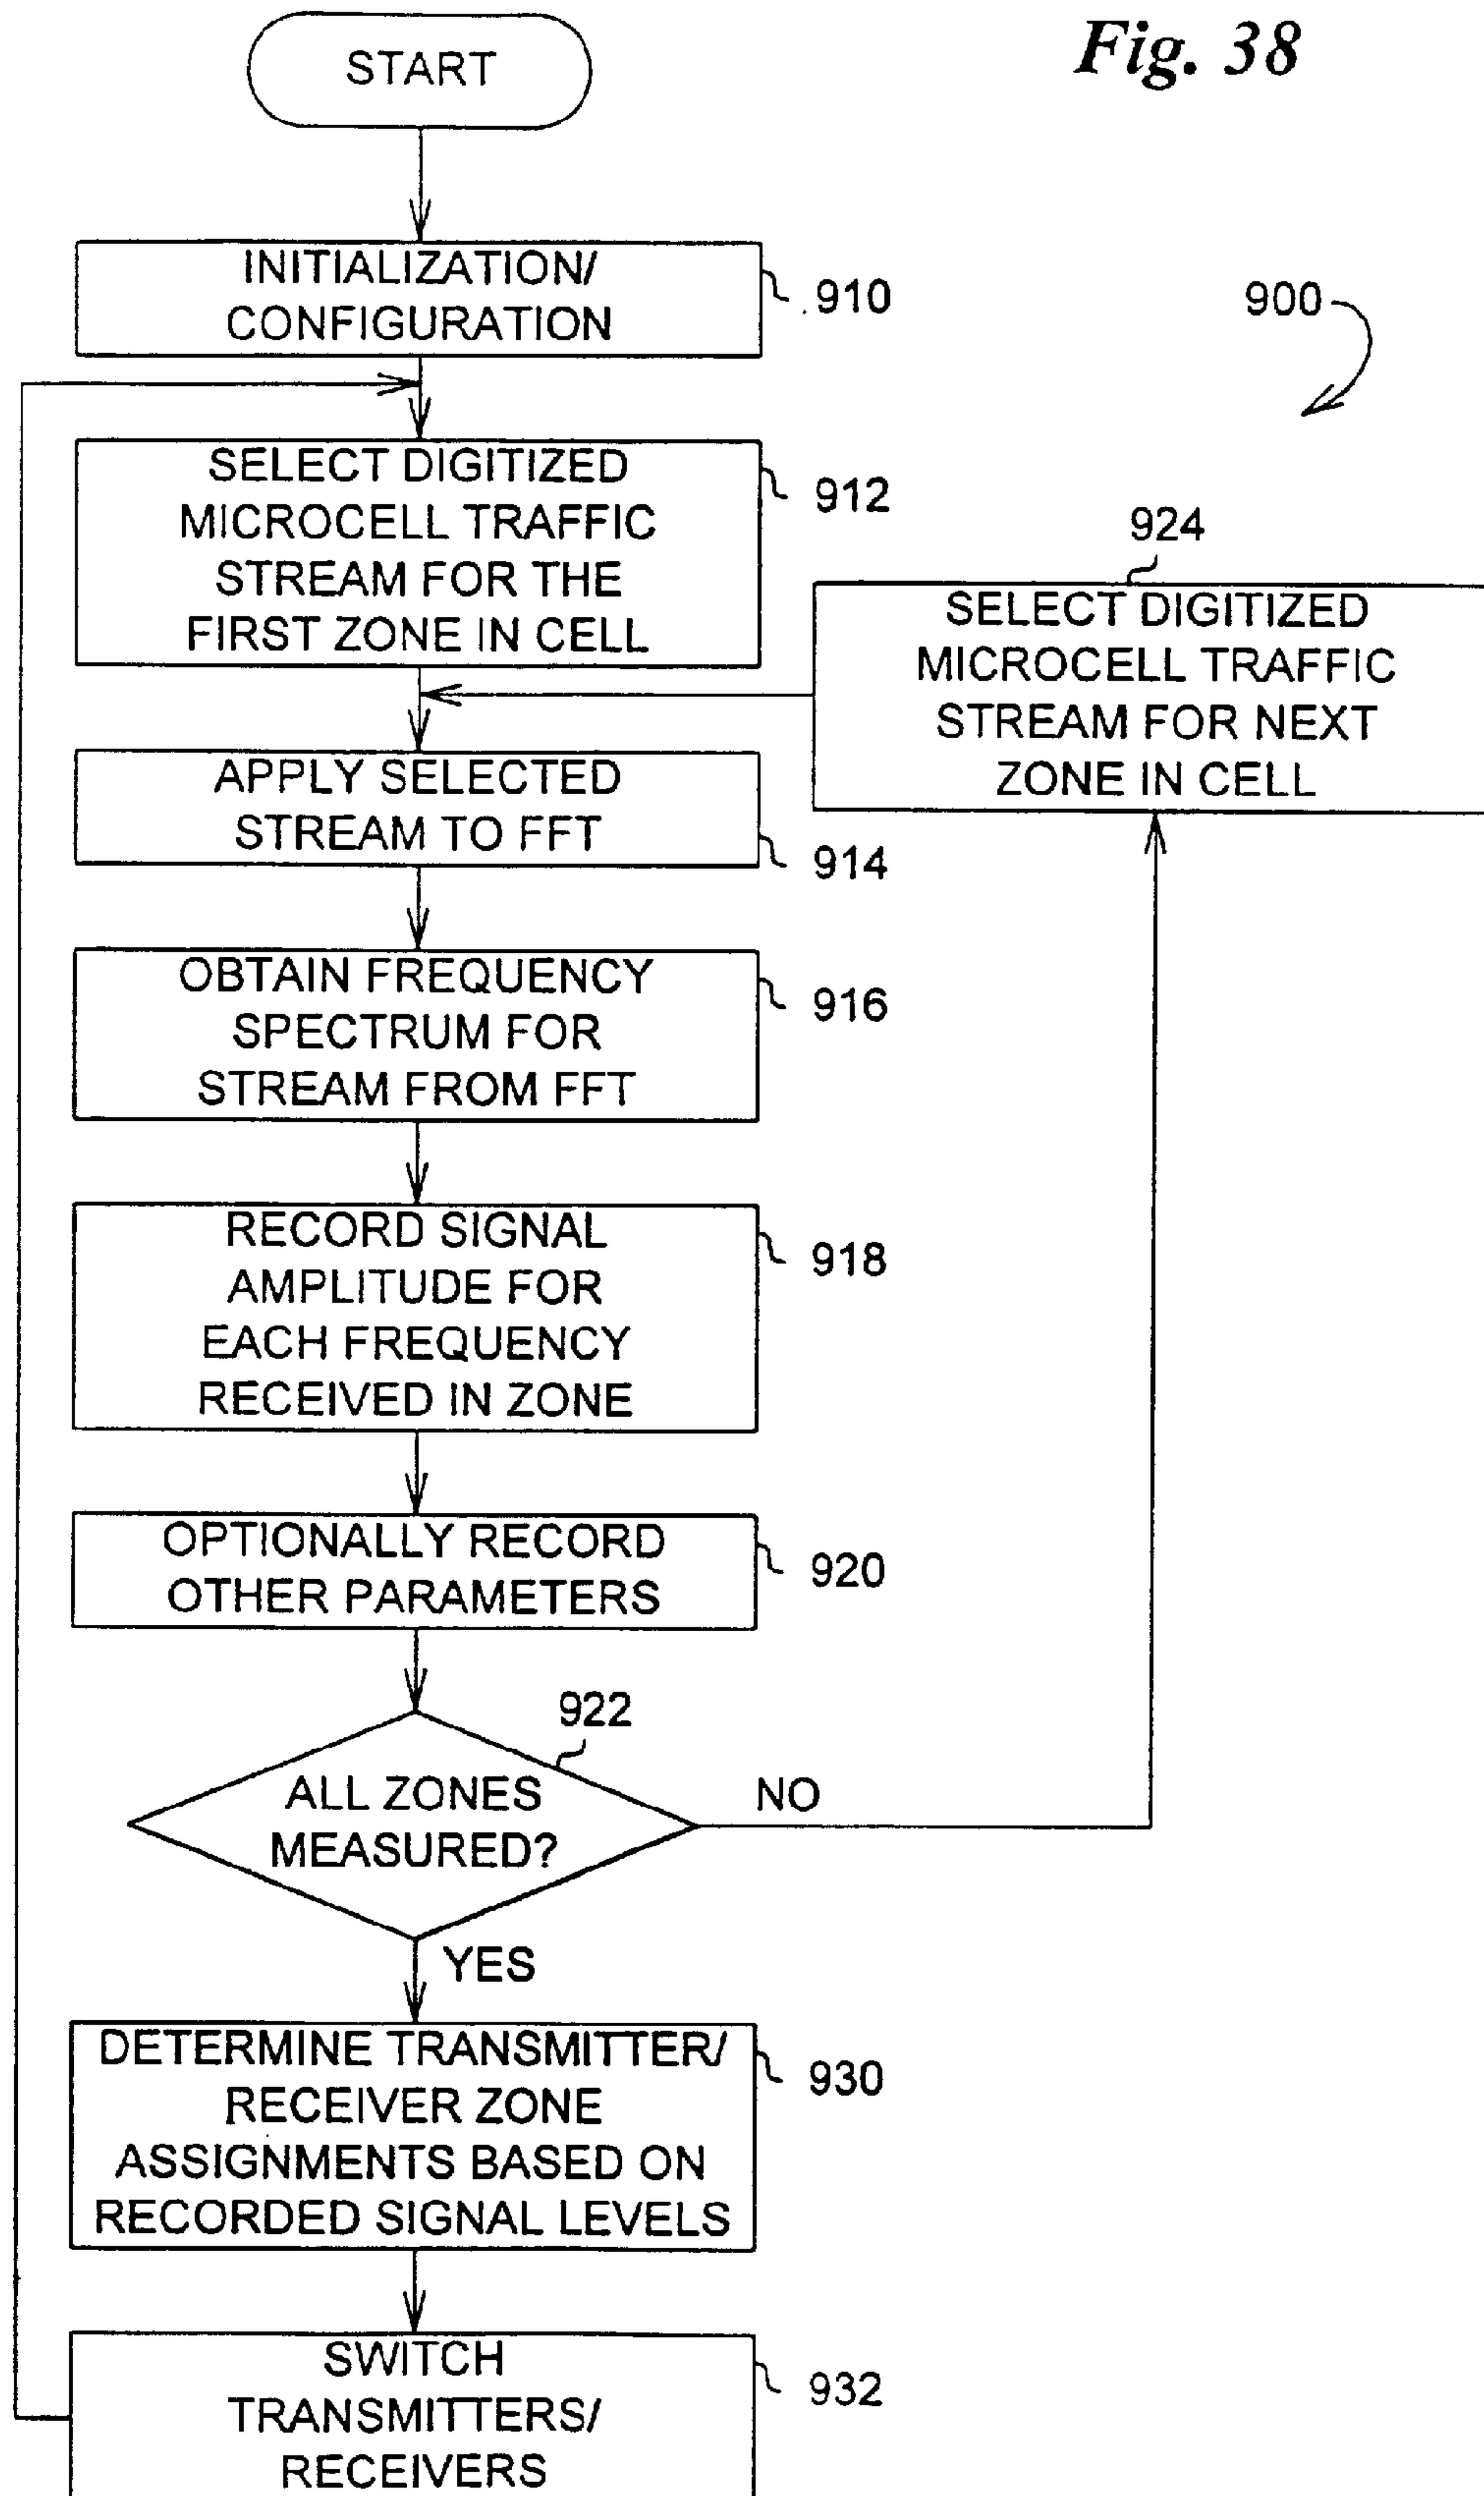 Fig. 38
START
INITIALIZATION/
CONFIGURATION
910
900
SELECT DIGITIZED
MICROCELL TRAFFIC
STREAM FOR THE
FIRST ZONE IN CELL
912
924
SELECT DIGITIZED
MICROCELL TRAFFIC
STREAM FOR NEXT
ZONE IN CELL
APPLY SELECTED
STREAM TO FFT
914
OBTAIN FREQUENCY
SPECTRUM FOR
STREAM FROM FFT
916
RECORD SIGNAL
AMPLITUDE FOR
EACH FREQUENCY
RECEIVED IN ZONE
918
OPTIONALLY RECORD
OTHER PARAMETERS
920
922
ALL ZONES
MEASURED?
NO
YES
DETERMINE TRANSMITTER/
RECEIVER ZONE
ASSIGNMENTS BASED ON
RECORDED SIGNAL LEVELS
930
SWITCH
TRANSMITTERS/
RECEIVERS
932